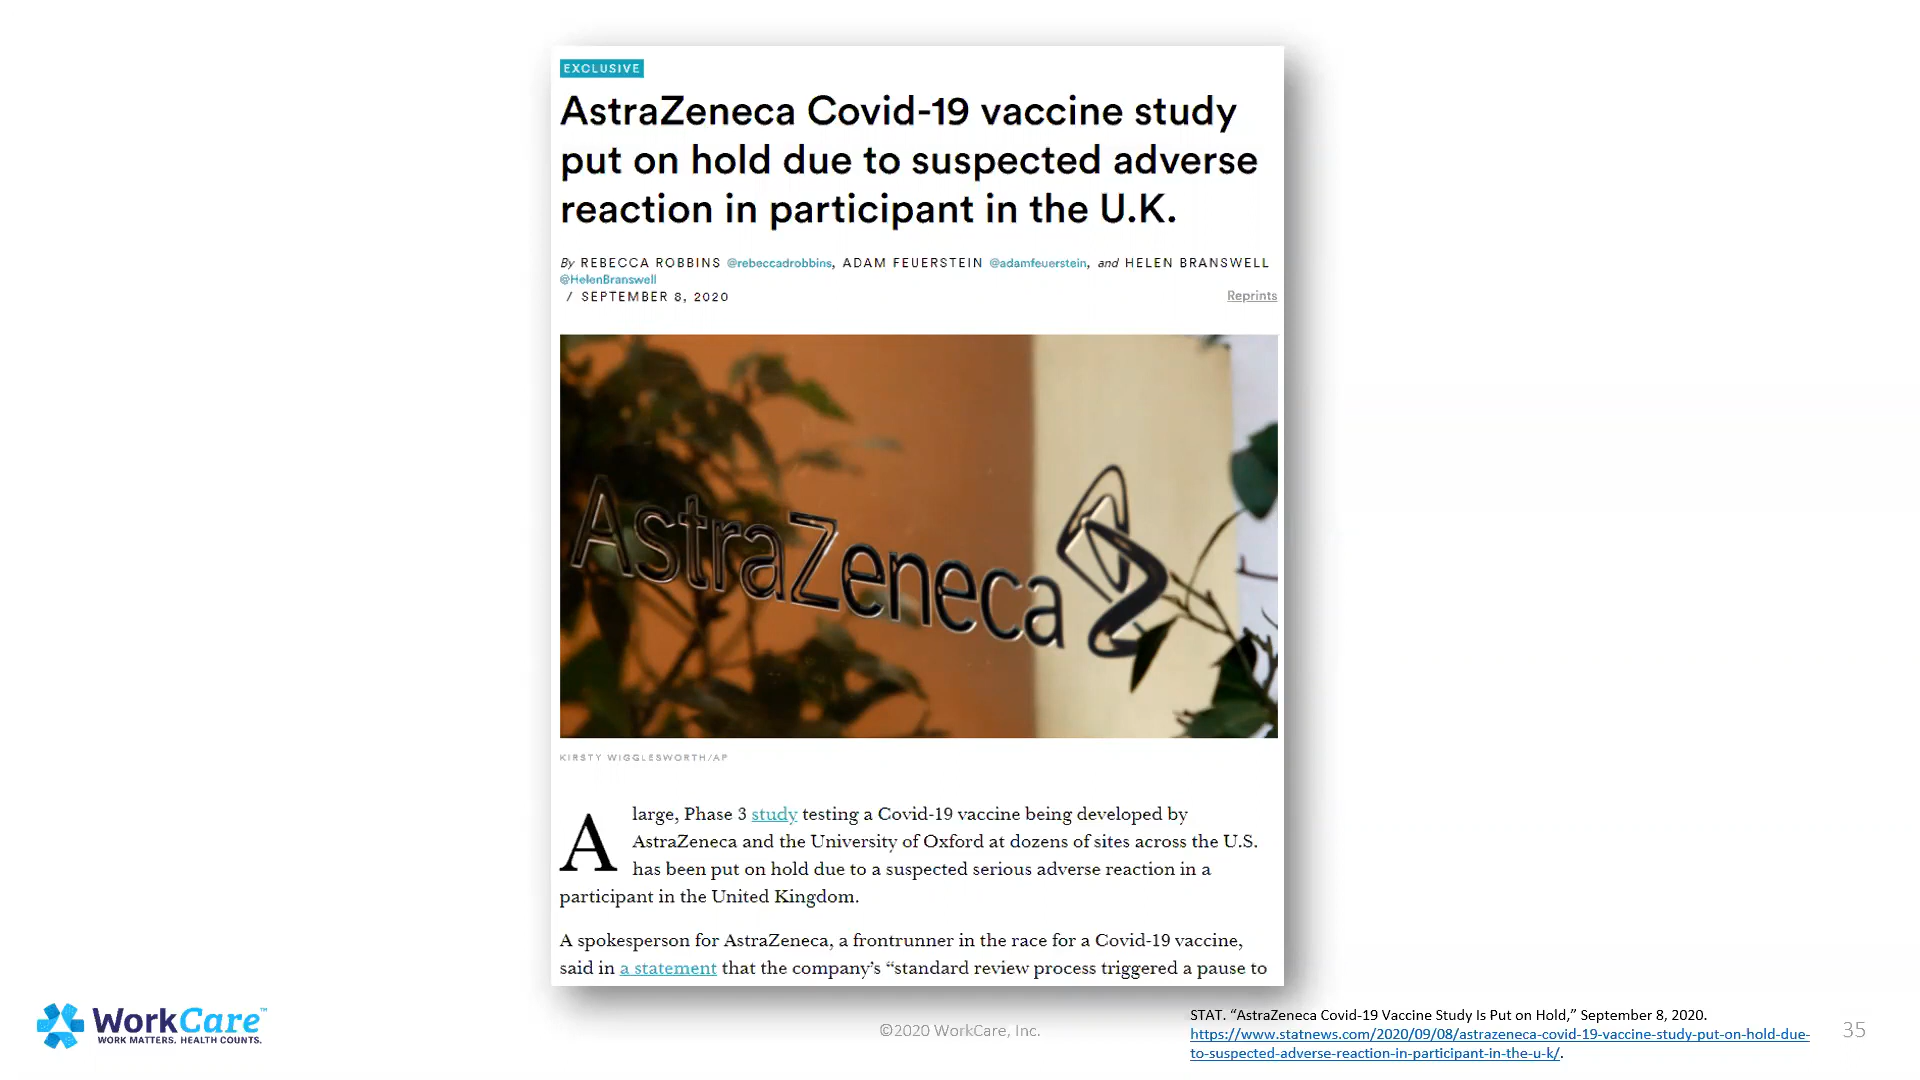 EXCLUSIVE
AstraZeneca Covid-19 vaccine study
put on hold due to suspected adverse
reaction in participant in the U.K.
By REBECCA ROBBINS @rebeccadrobbins, ADAM FEUERSTEIN @adamfeuerstein, and HELEN BRANSWELL
@HelenBranswell
/ SEPTEMBER 8, 2020
Reprints
AstraZeneca
KIRSTY WIGGLESWORTH/AP
A large, Phase 3 study testing a Covid-19 vaccine being developed by
AstraZeneca and the University of Oxford at dozens of sites across the U.S.
has been put on hold due to a suspected serious adverse reaction in a
participant in the United Kingdom.
A spokesperson for AstraZeneca, a frontrunner in the race for a Covid-19 vaccine,
said in a statement that the company’s “standard review process triggered a pause to
WorkCare™
WORK MATTERS. HEALTH COUNTS.
©2020 WorkCare, Inc.
STAT. “AstraZeneca Covid-19 Vaccine Study Is Put on Hold,” September 8, 2020.
https://www.statnews.com/2020/09/08/astrazeneca-covid-19-vaccine-study-put-on-hold-due-
to-suspected-adverse-reaction-in-participant-in-the-u-k/.
35